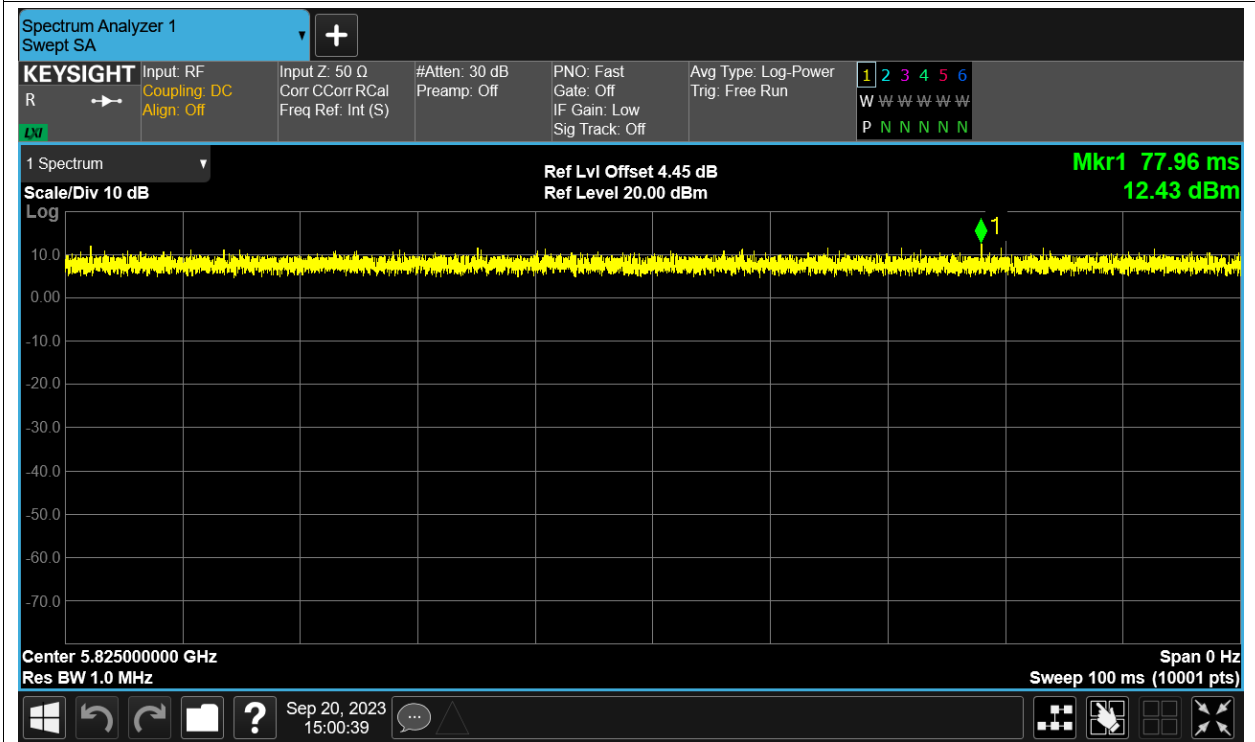 Spectrum Analyzer 1
Swept SA
+
KEYSIGHT
R
LXI
Input: RF
Coupling: DC
Align: Off
Input Z: 50 Ω
Corr CCorr RCal
Freq Ref: Int (S)
#Atten: 30 dB
Preamp: Off
PNO: Fast
Gate: Off
IF Gain: Low
Sig Track: Off
Avg Type: Log-Power
Trig: Free Run
1 2 3 4 5 6
W W W W W W
P N N N N N
1 Spectrum
Scale/Div 10 dB
Log
Ref Lvl Offset 4.45 dB
Ref Level 20.00 dBm
Mkr1 77.96 ms
12.43 dBm
1
10.0
0.00
-10.0
-20.0
-30.0
-40.0
-50.0
-60.0
-70.0
Center 5.825000000 GHz
Res BW 1.0 MHz
Span 0 Hz
Sweep 100 ms (10001 pts)
?
Sep 20, 2023
15:00:39